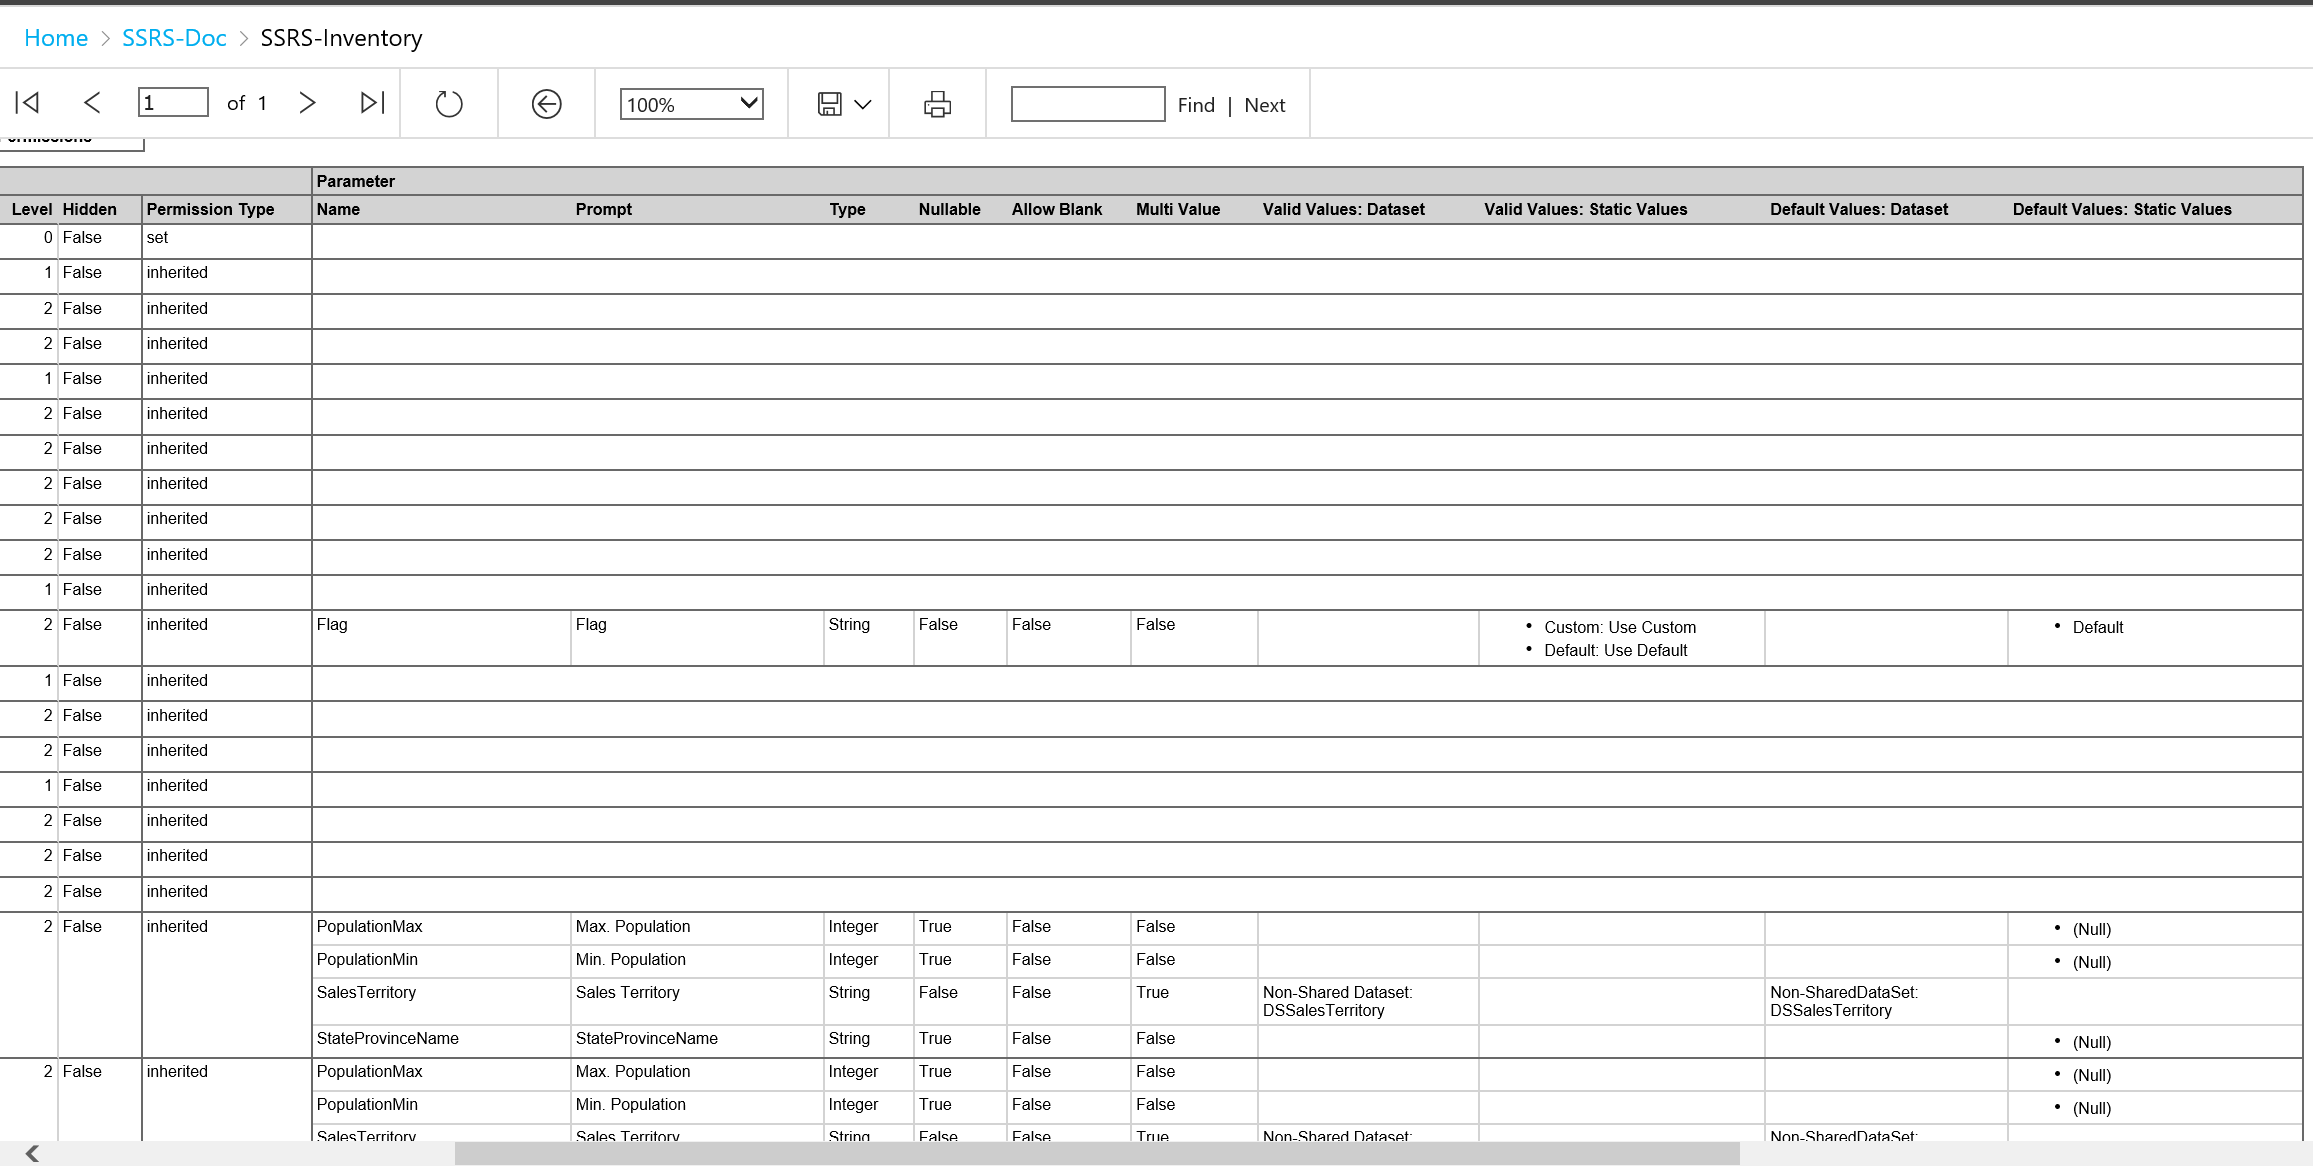 Home > SSRS-Doc > SSRS-Inventory
1 of 1 100% Find | Next
Parameter
Level Hidden Permission Type Name Prompt Type Nullable Allow Blank Multi Value Valid Values: Dataset Valid Values: Static Values Default Values: Dataset Default Values: Static Values
0 False set
1 False inherited
2 False inherited
2 False inherited
1 False inherited
2 False inherited
2 False inherited
2 False inherited
2 False inherited
2 False inherited
1 False inherited
2 False inherited Flag Flag String False False False • Custom: Use Custom • Default
• Default: Use Default
1 False inherited
2 False inherited
2 False inherited
1 False inherited
2 False inherited
2 False inherited
2 False inherited
2 False inherited PopulationMax Max. Population Integer True False False • (Null)
PopulationMin Min. Population Integer True False False • (Null)
SalesTerritory Sales Territory String False False True Non-Shared Dataset: Non-SharedDataSet:
DSSalesTerritory DSSalesTerritory
StateProvinceName StateProvinceName String True False False • (Null)
2 False inherited PopulationMax Max. Population Integer True False False • (Null)
PopulationMin Min. Population Integer True False False • (Null)
SalesTerritory Sales Territory String False False True Non-Shared Dataset: Non-SharedDataSet: